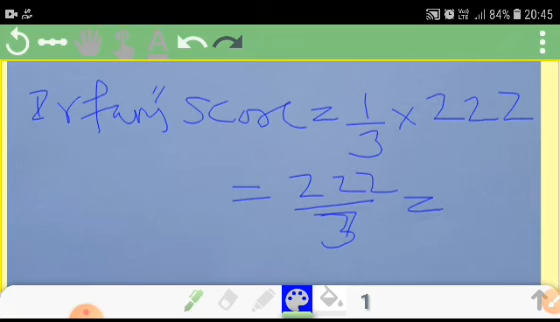 84% 20:45
A
Irfan's score = 1/3 × 222
= 222/3 =
1